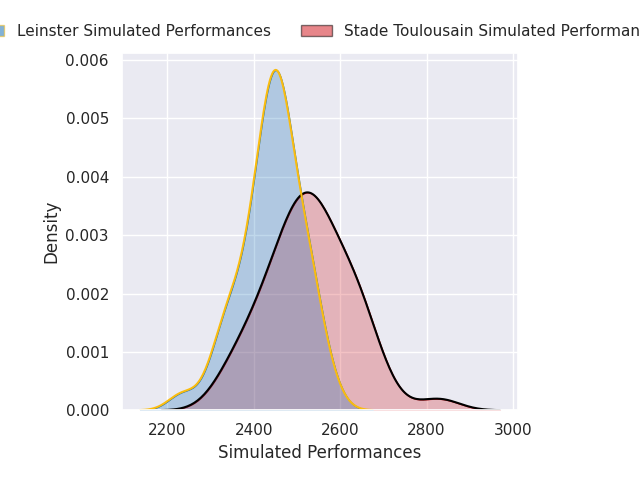 Leinster Simulated Performances Stade Toulousain Simulated Performan
0.006
0.005
0.004
0.003
0.002
0.001
0.000
Density
2200 2400 2600 2800 3000
Simulated Performances